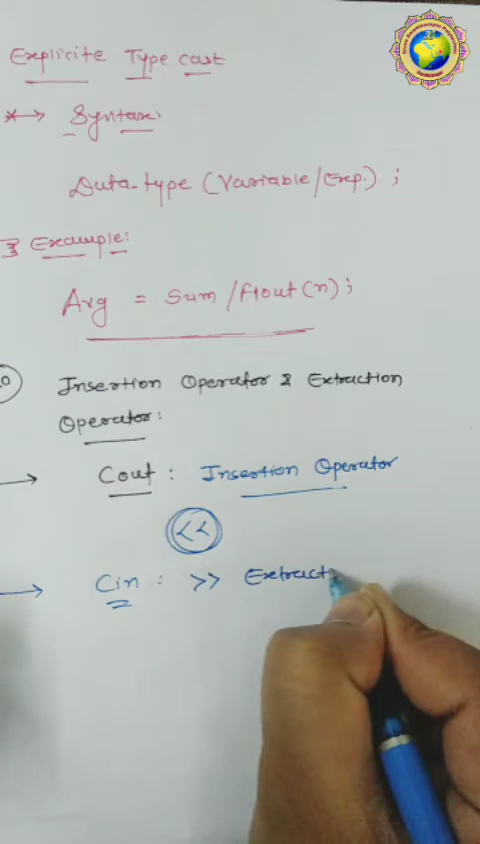 Explicite Type cast
*→ Syntax:
Data-type (Variable/Exp.) ;
Example:
Arg = Sum/float(n);
Insertion Operator & Extraction
Operator:
→ Cout : Insertion Operator
<<
→ Cin : >> Extract